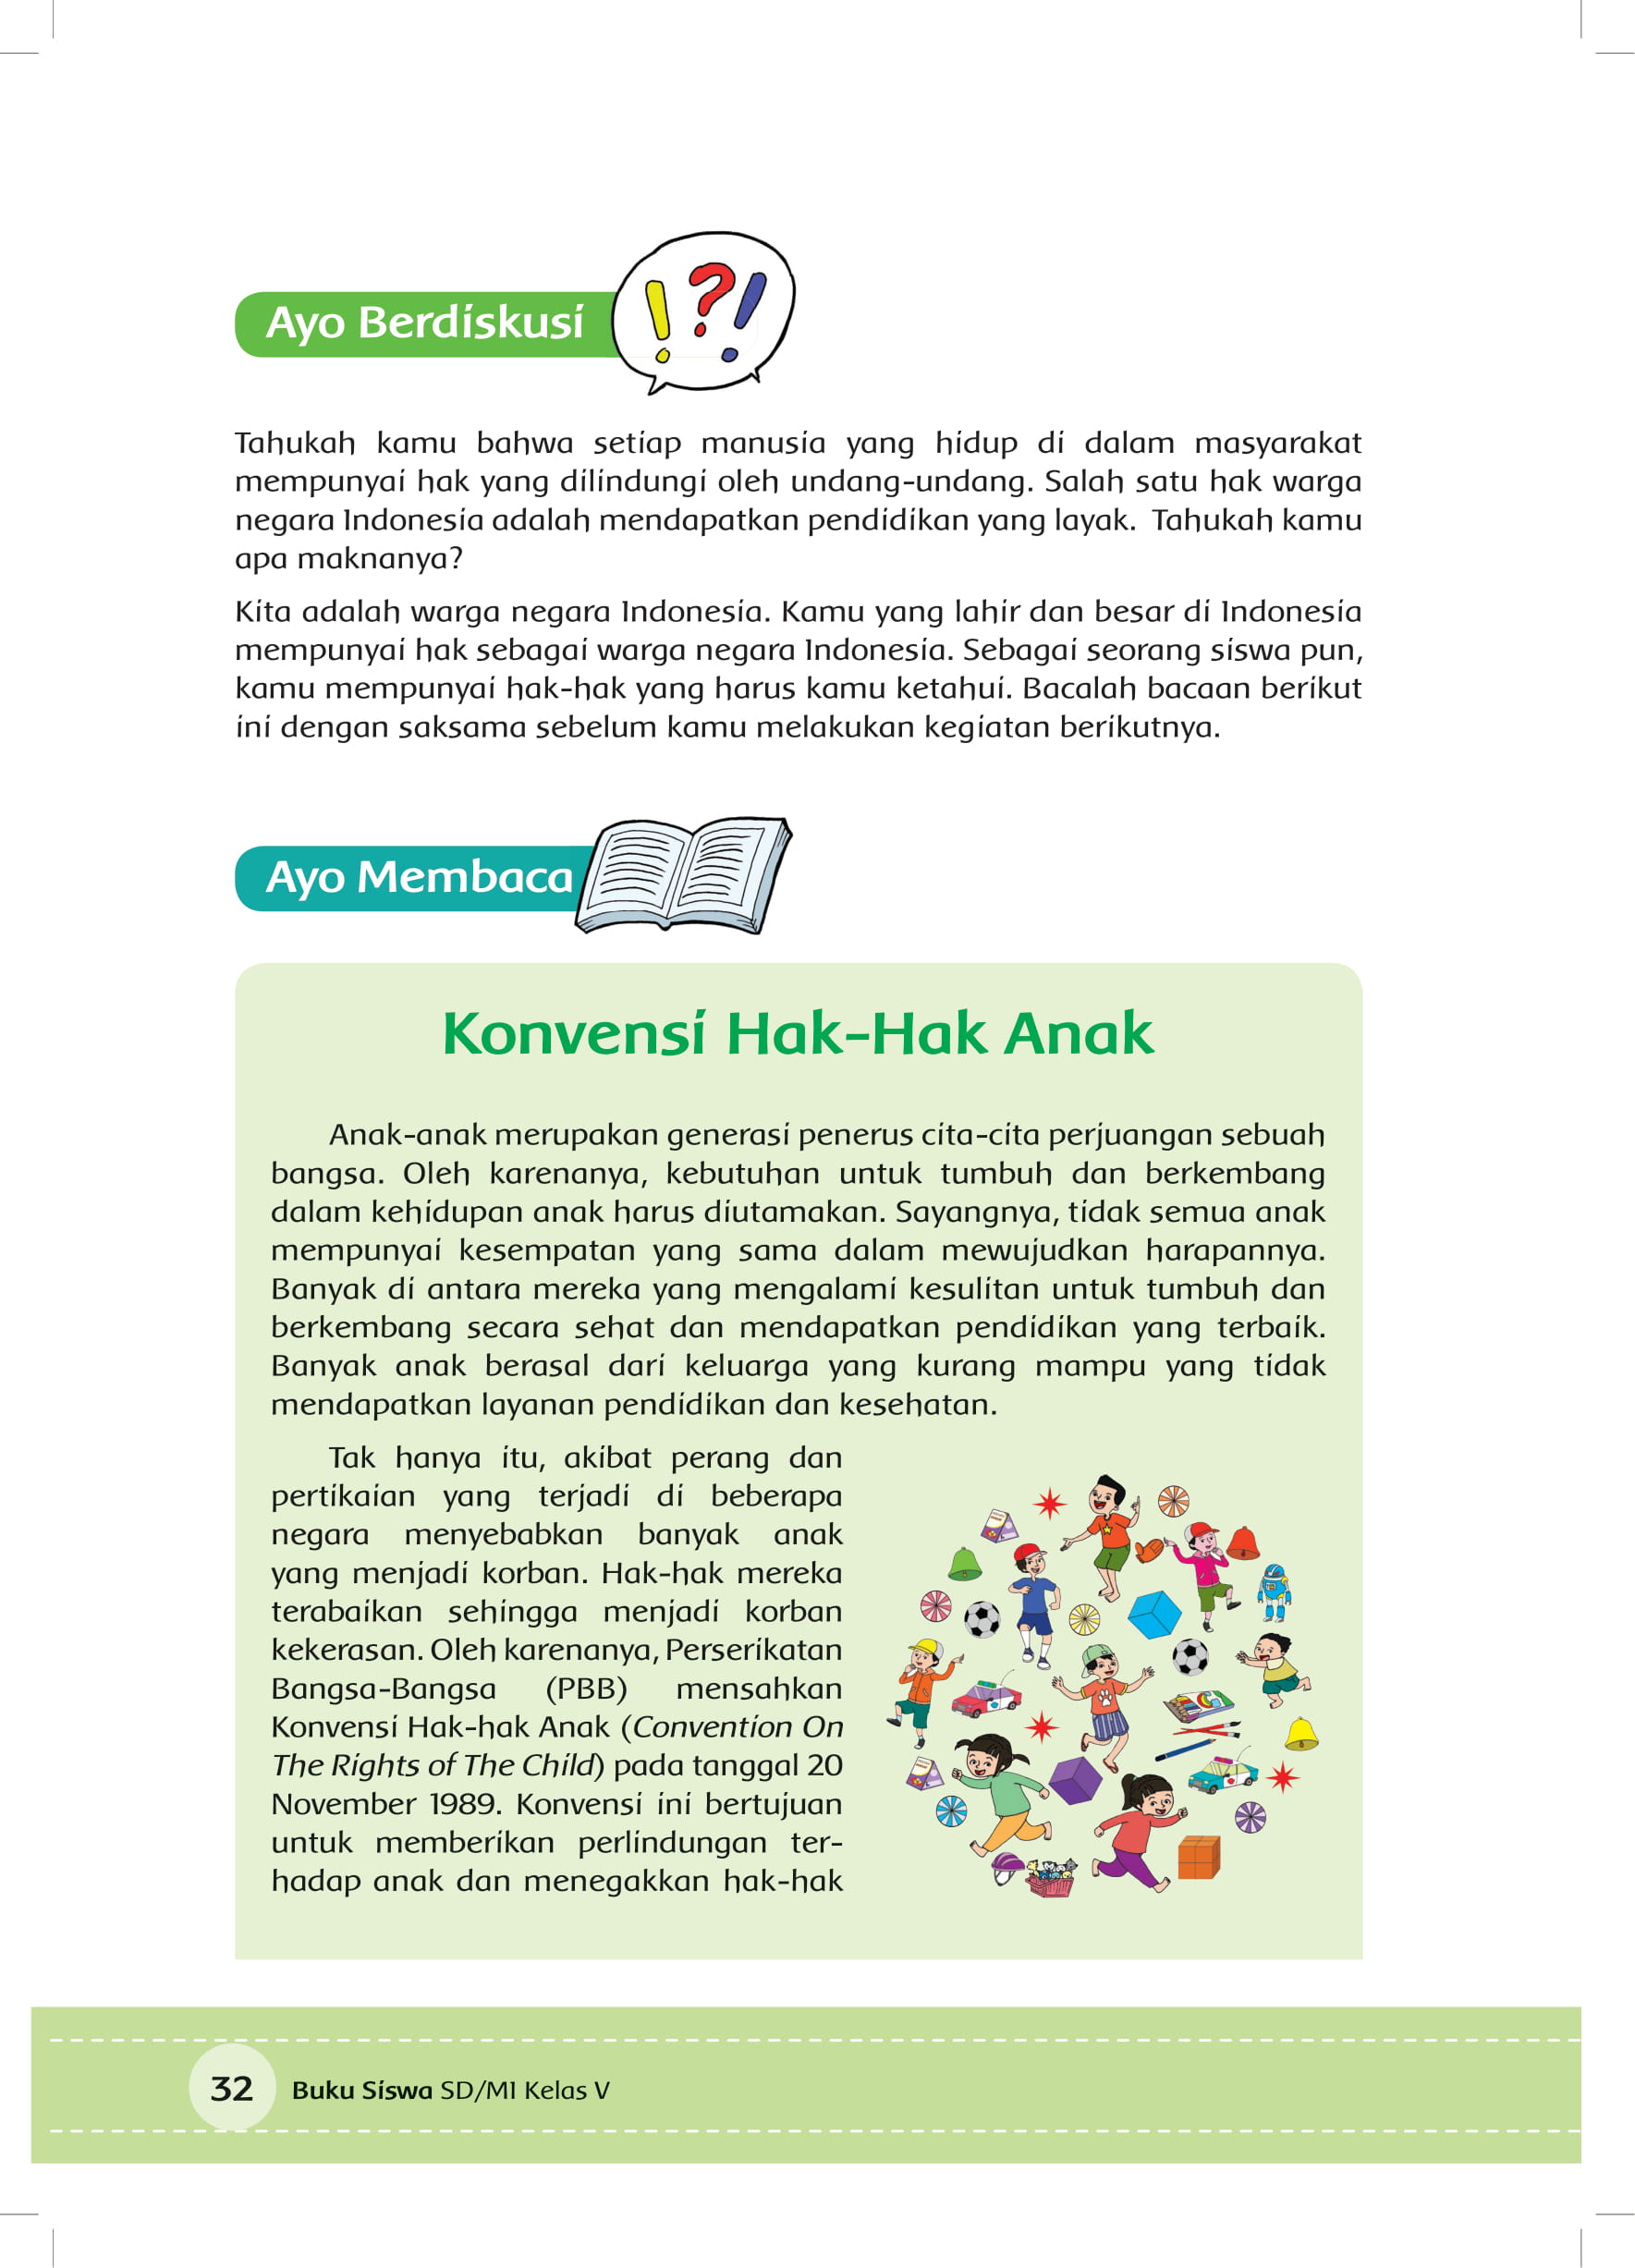 Ayo Berdiskusi
Tahukah kamu bahwa setiap manusia yang hidup di dalam masyarakat
mempunyai hak yang dilindungi oleh undang-undang. Salah satu hak warga
negara Indonesia adalah mendapatkan pendidikan yang layak. Tahukah kamu
apa maknanya?
Kita adalah warga negara Indonesia. Kamu yang lahir dan besar di Indonesia
mempunyai hak sebagai warga negara Indonesia. Sebagai seorang siswa pun,
kamu mempunyai hak-hak yang harus kamu ketahui. Bacalah bacaan berikut
ini dengan saksama sebelum kamu melakukan kegiatan berikutnya.
Ayo Membaca
Konvensi Hak-Hak Anak
Anak-anak merupakan generasi penerus cita-cita perjuangan sebuah
bangsa. Oleh karenanya, kebutuhan untuk tumbuh dan berkembang
dalam kehidupan anak harus diutamakan. Sayangnya, tidak semua anak
mempunyai kesempatan yang sama dalam mewujudkan harapannya.
Banyak di antara mereka yang mengalami kesulitan untuk tumbuh dan
berkembang secara sehat dan mendapatkan pendidikan yang terbaik.
Banyak anak berasal dari keluarga yang kurang mampu yang tidak
mendapatkan layanan pendidikan dan kesehatan.
Tak hanya itu, akibat perang dan
pertikaian yang terjadi di beberapa
negara menyebabkan banyak anak
yang menjadi korban. Hak-hak mereka
terabaikan sehingga menjadi korban
kekerasan. Oleh karenanya, Perserikatan
Bangsa-Bangsa (PBB) mensahkan
Konvensi Hak-hak Anak (Convention On
The Rights of The Child) pada tanggal 20
November 1989. Konvensi ini bertujuan
untuk memberikan perlindungan ter-
hadap anak dan menegakkan hak-hak
32 Buku Siswa SD/MI Kelas V